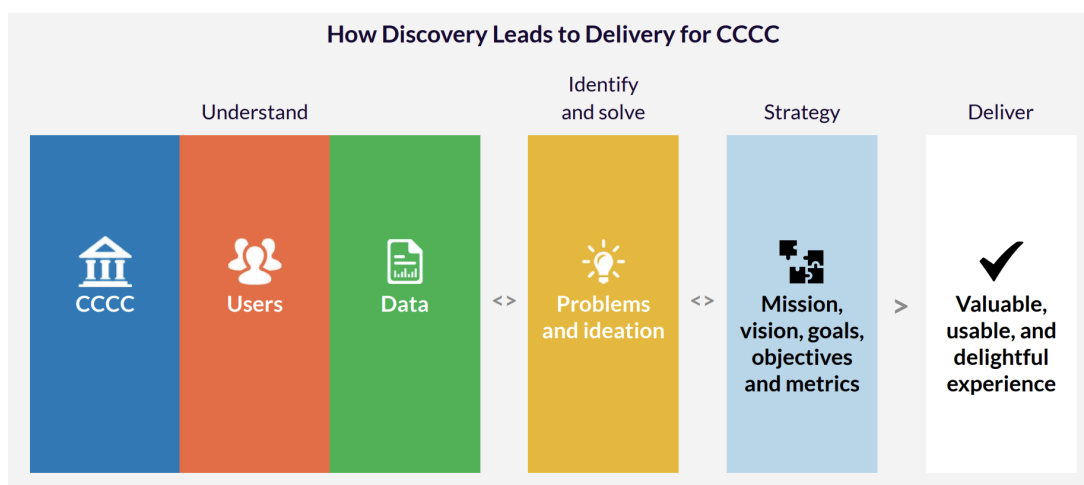 How Discovery Leads to Delivery for CCCC
Understand
Identify
and solve
Strategy
Deliver
CCCC
Users
Data
< >
Problems
and ideation
< >
Mission,
vision, goals,
objectives
and metrics
>
Valuable,
usable, and
delightful
experience